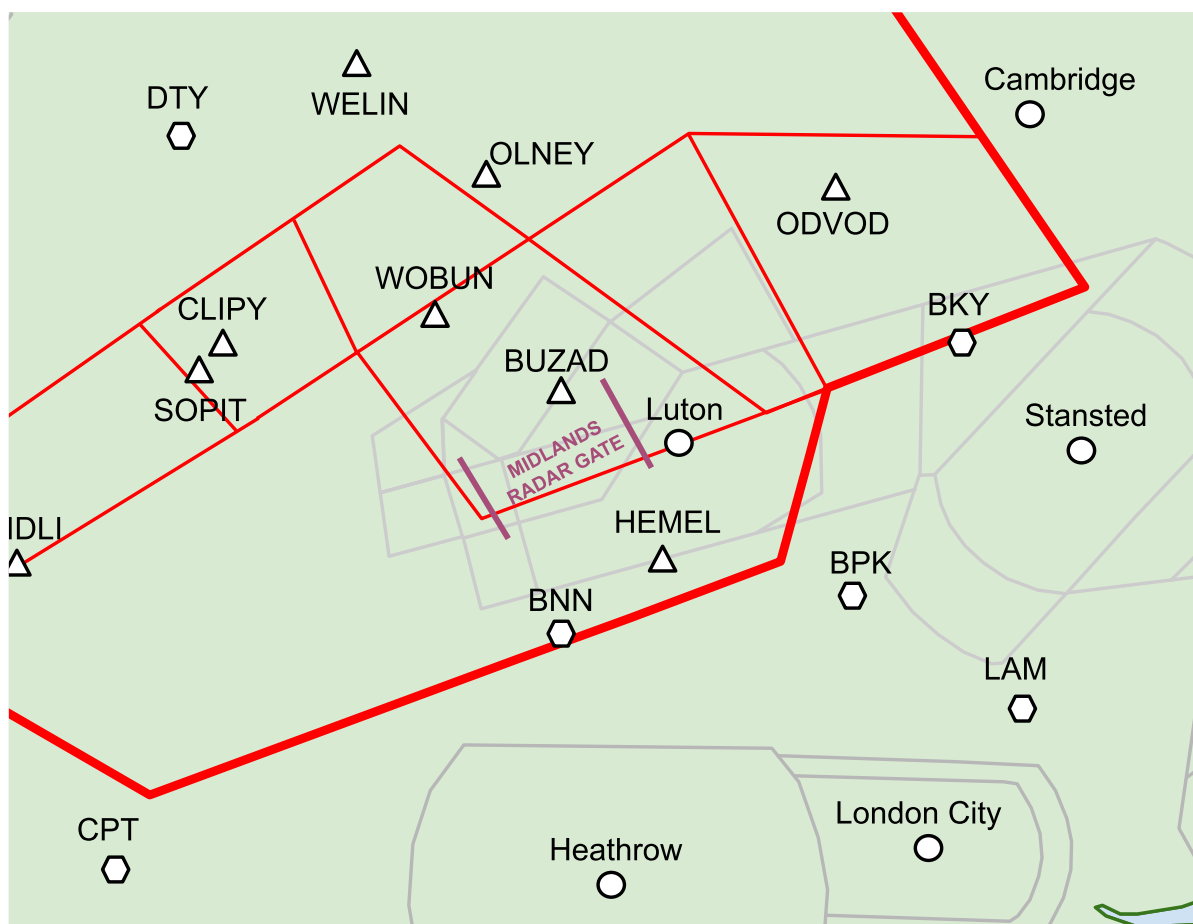 Cambridge
DTY
WELIN
OLNEY
ODVOD
WOBUN
CLIPY
BKY
BUZAD
SOPIT
Luton
Stansted
MIDLANDS
RADAR GATE
IDLI
HEMEL
BPK
BNN
LAM
CPT
London City
Heathrow